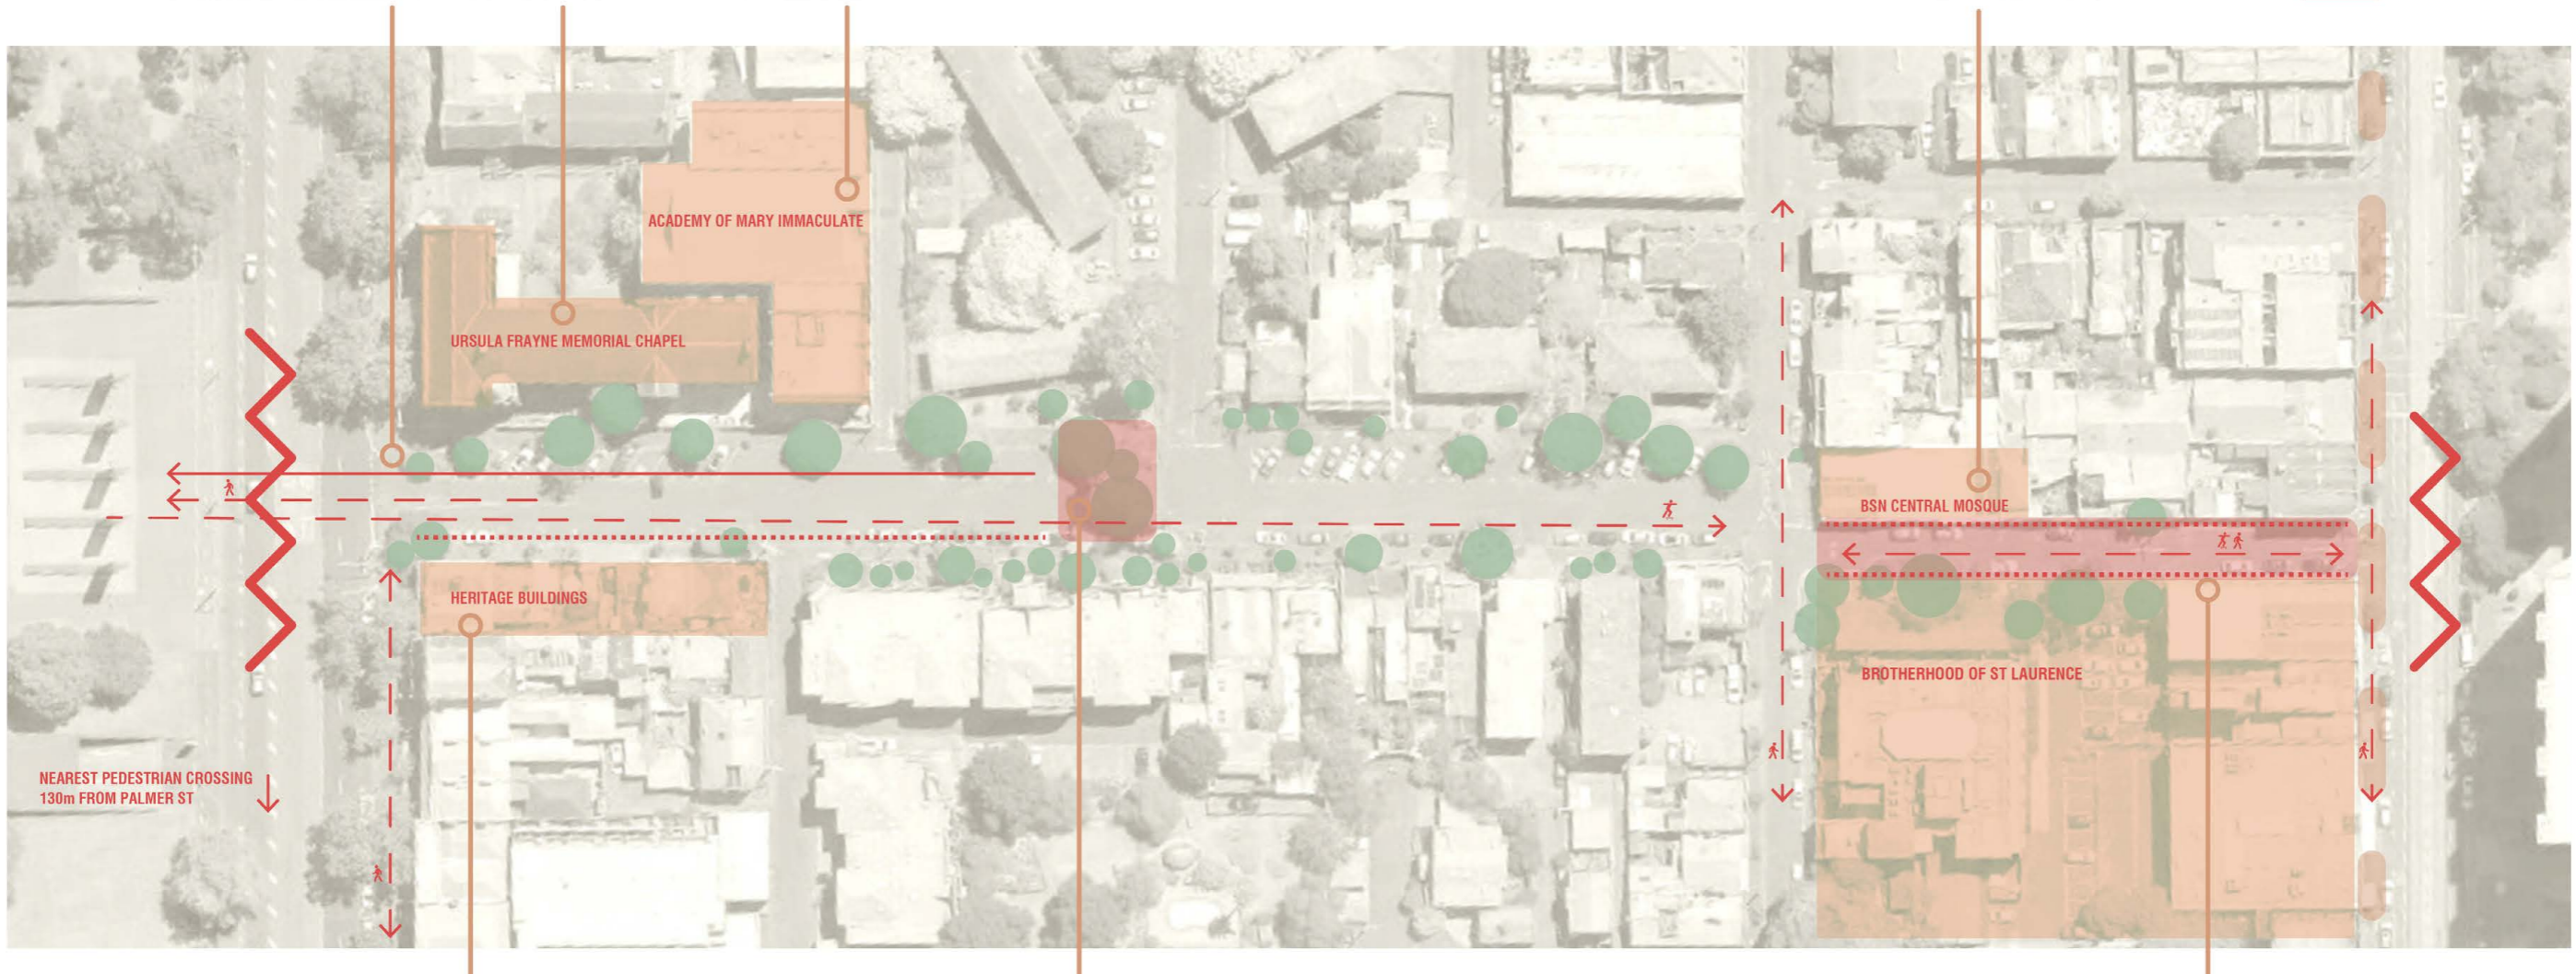 ACADEMY OF MARY IMMACULATE
URSULA FRAYNE MEMORIAL CHAPEL
BSN CENTRAL MOSQUE
HERITAGE BUILDINGS
BROTHERHOOD OF ST LAURENCE
NEAREST PEDESTRIAN CROSSING
130m FROM PALMER ST